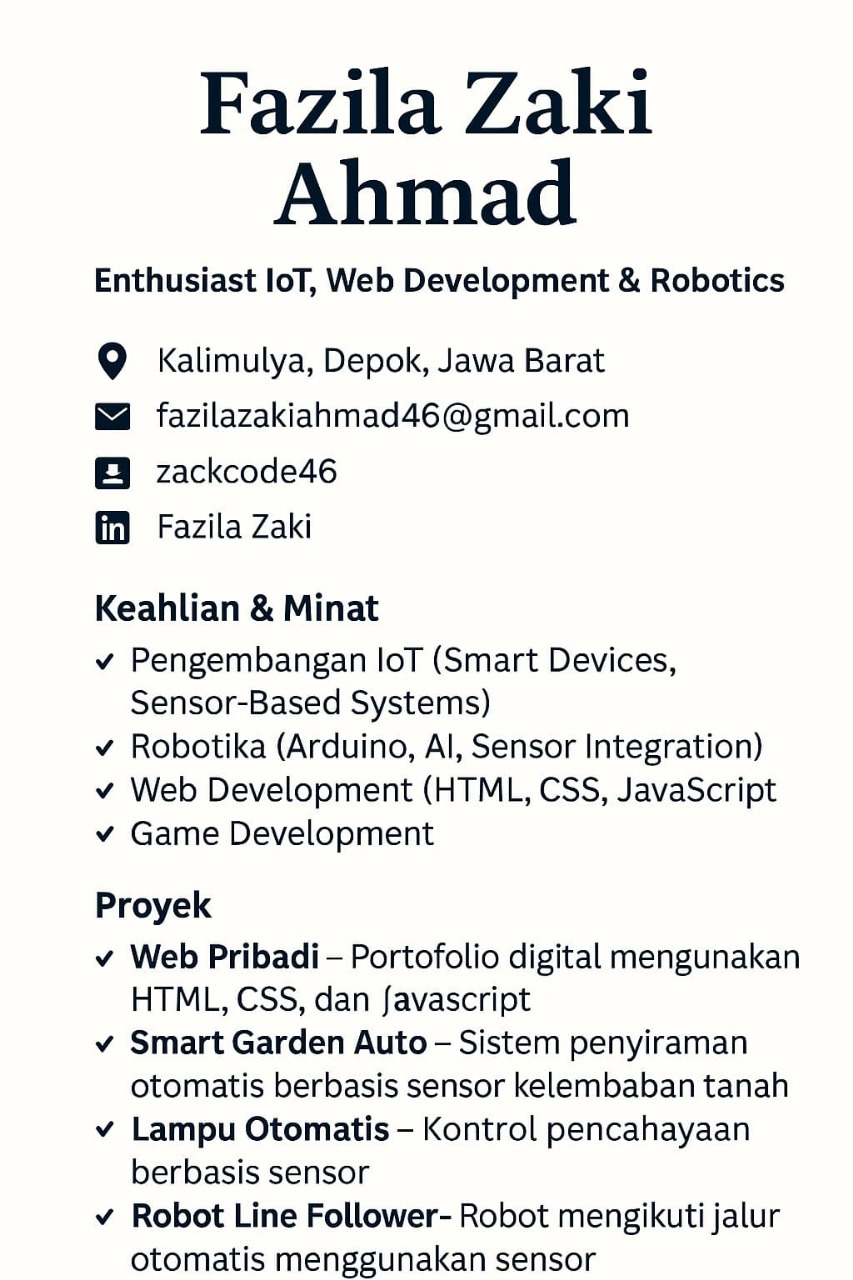 Fazila Zaki
Ahmad
Enthusiast IoT, Web Development & Robotics
Kalimulya, Depok, Jawa Barat
fazilazakiahmad46@gmail.com
zackcode46
in Fazila Zaki
Keahlian & Minat
✓ Pengembangan IoT (Smart Devices,
Sensor-Based Systems)
✓ Robotika (Arduino, AI, Sensor Integration)
✓ Web Development (HTML, CSS, JavaScript
✓ Game Development
Proyek
✓ Web Pribadi – Portofolio digital mengunakan
HTML, CSS, dan ʃavascript
✓ Smart Garden Auto – Sistem penyiraman
otomatis berbasis sensor kelembaban tanah
✓ Lampu Otomatis – Kontrol pencahayaan
berbasis sensor
✓ Robot Line Follower- Robot mengikuti jalur
otomatis menggunakan sensor